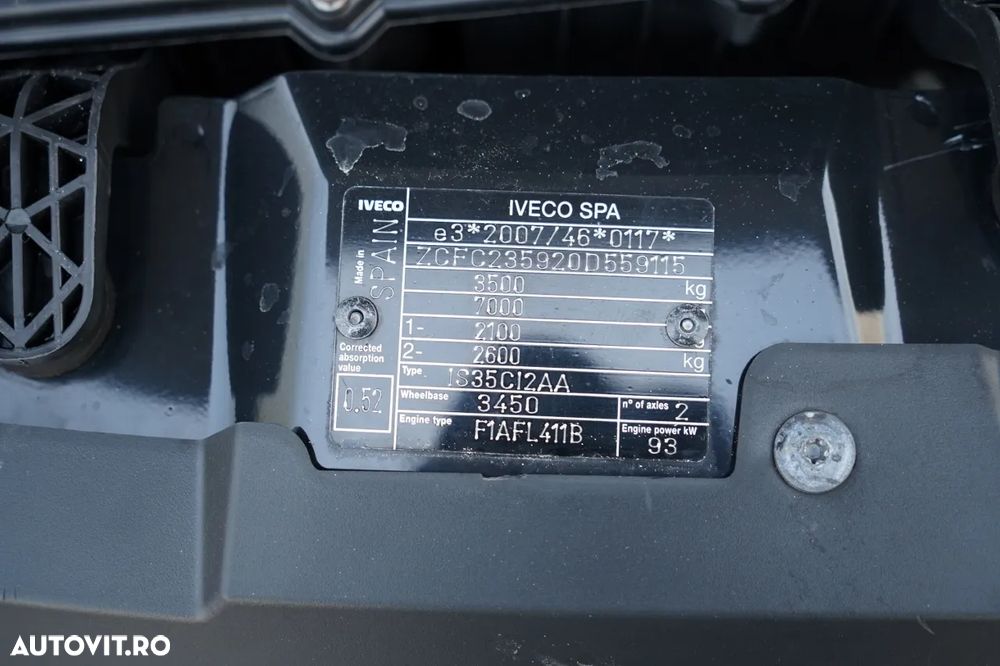 IVECO
IVECO SPA
Made in
SPAIN
e3*2007/46*0117*
ZCFC235920D559115
3500 kg
7000
1- 2100
2- 2600 kg
Corrected
absorption
value
0.52
Type IS35CI2AA
Wheelbase 3450
nº of axles 2
Engine type F1AFL411B
Engine power kW
93
AUTOVIT.RO